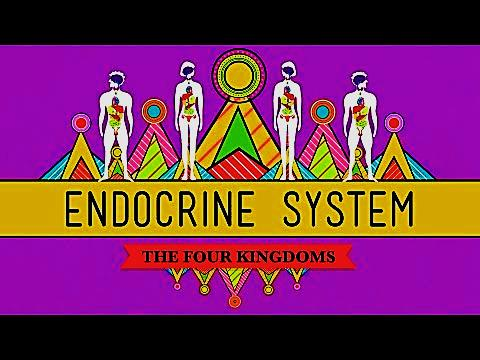 ENDOCRINE SYSTEM
THE FOUR KINGDOMS